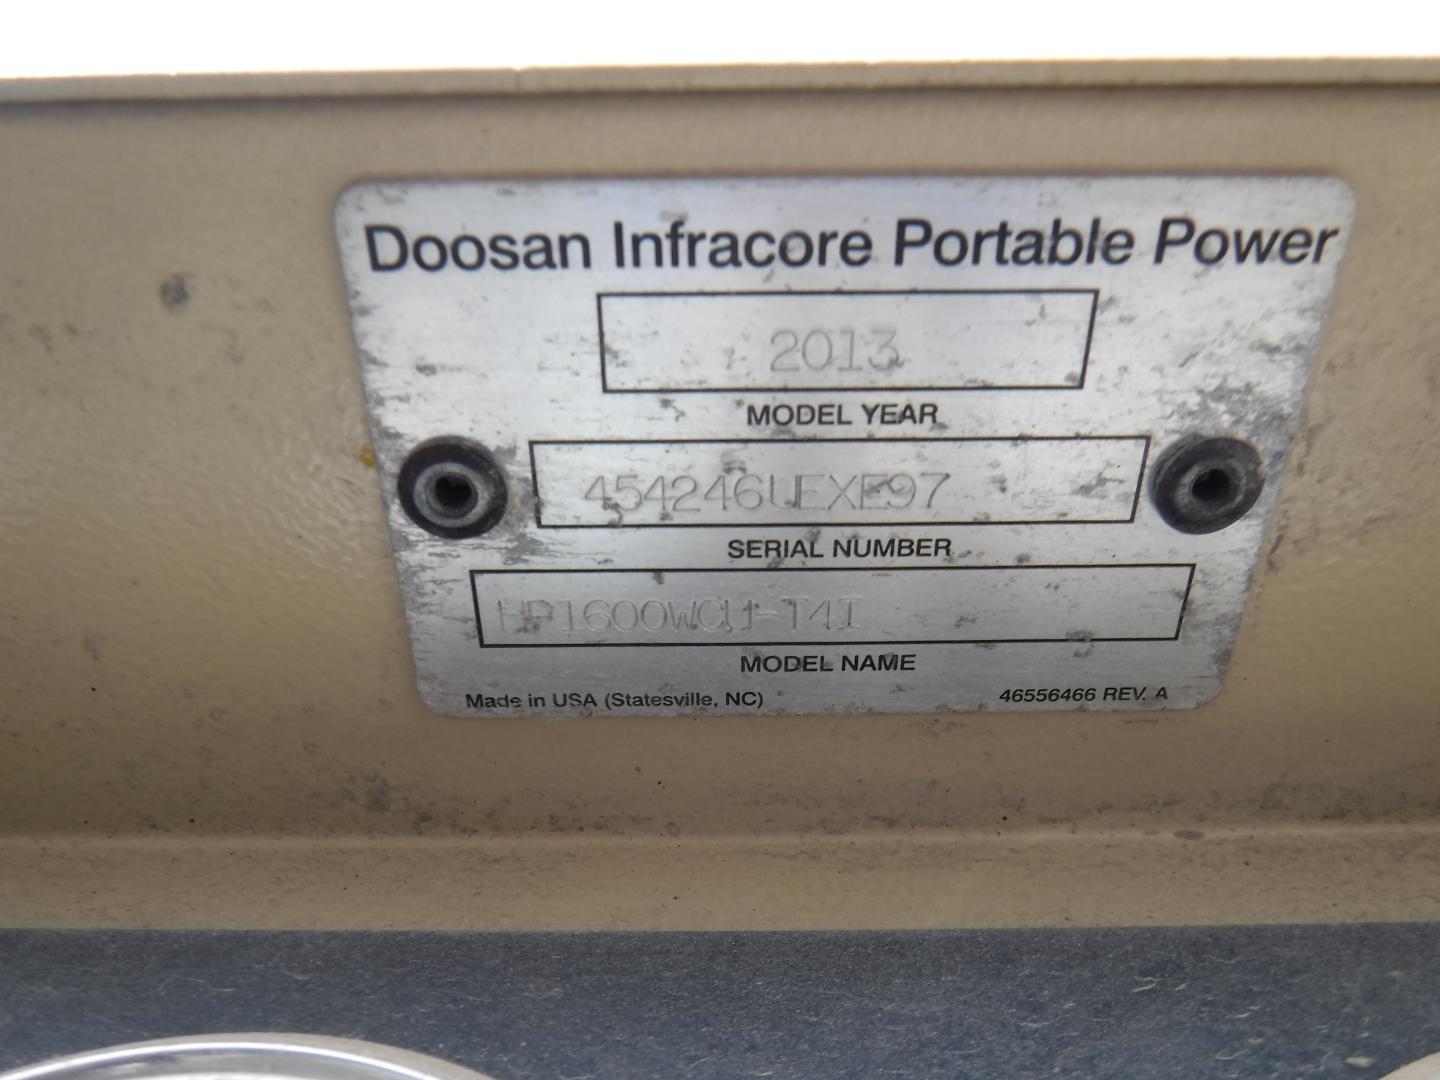 Doosan Infracore Portable Power
2013
MODEL YEAR
454246UEXE97
SERIAL NUMBER
HP1600WCU-T4I
MODEL NAME
Made in USA (Statesville, NC)
46556466 REV. A